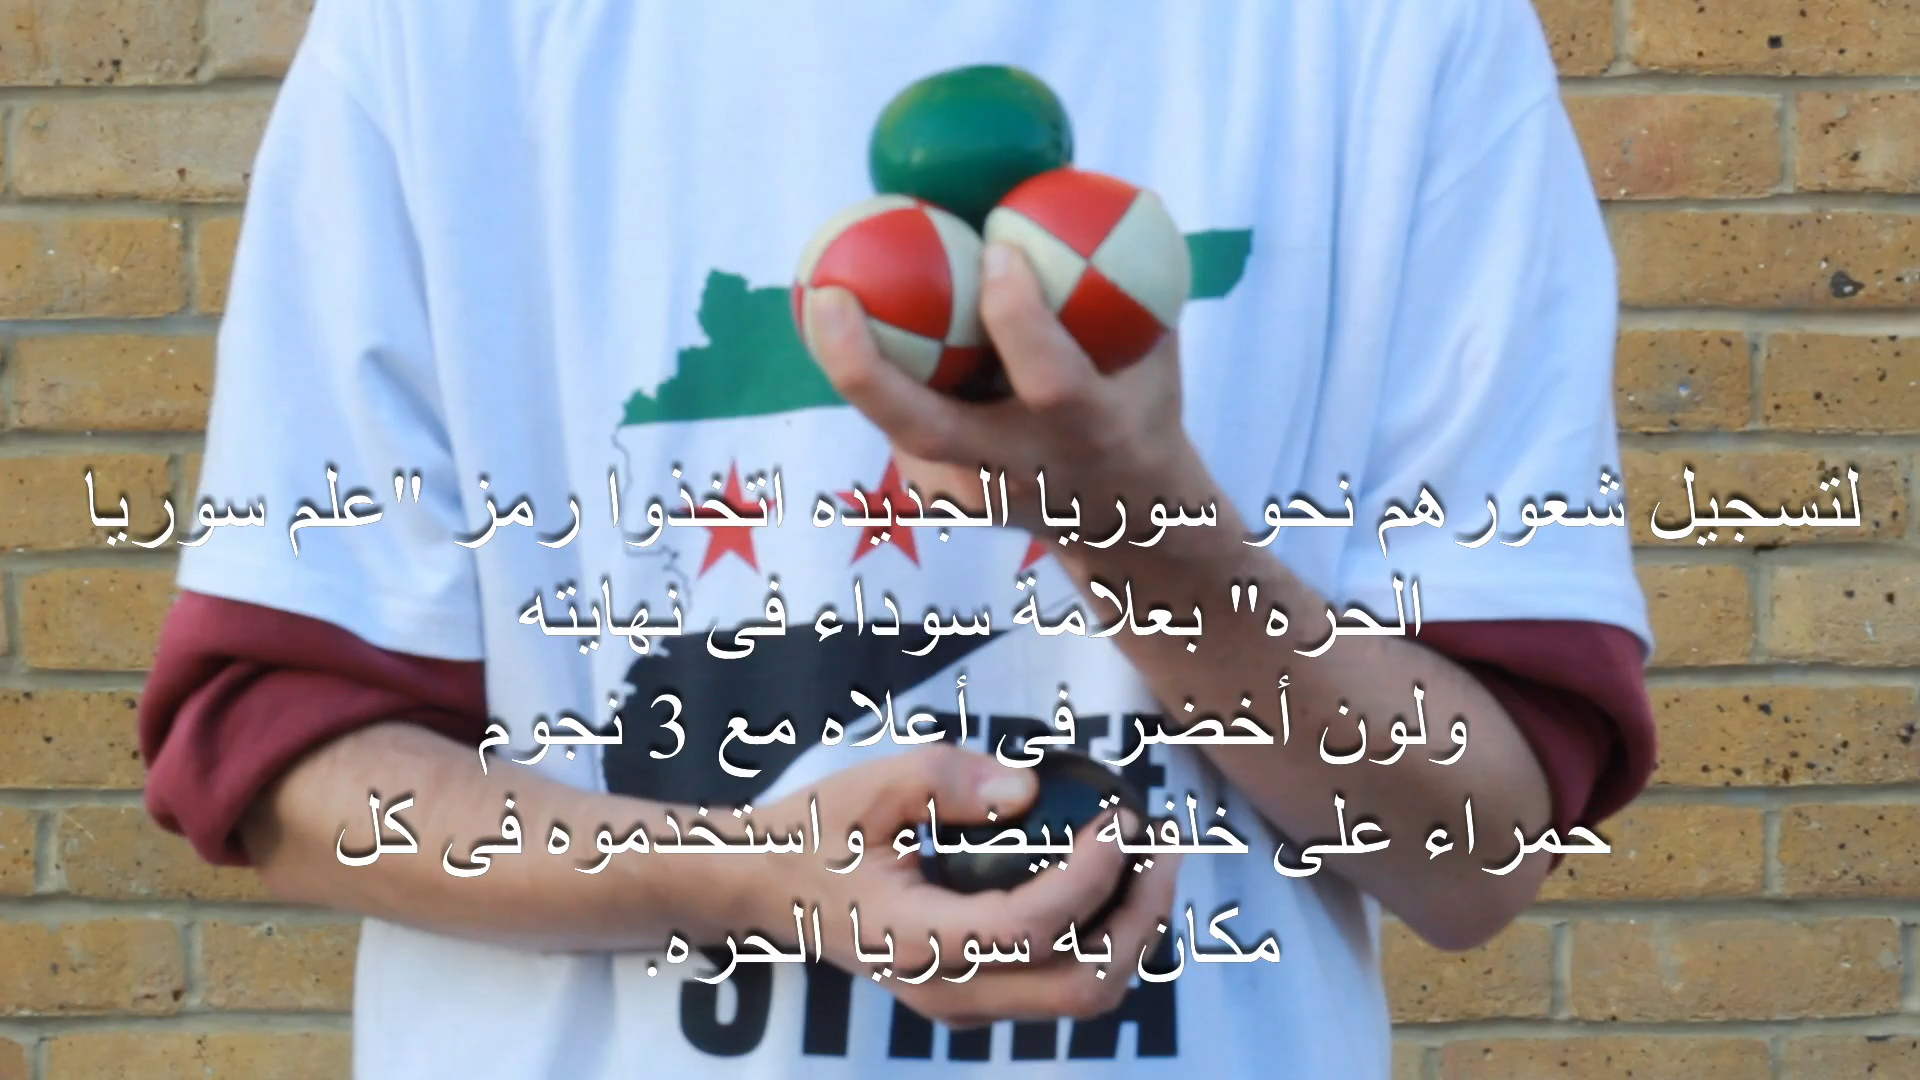 لتسجيل شعورهم نحو سوريا الجديده اتخذوا رمز "علم سوريا
الحره" بعلامة سوداء فى نهايته
ولون أخضر فى أعلاه مع 3 نجوم
حمراء على خلفية بيضاء واستخدموه فى كل
مكان به سوريا الحره.
SYRIA